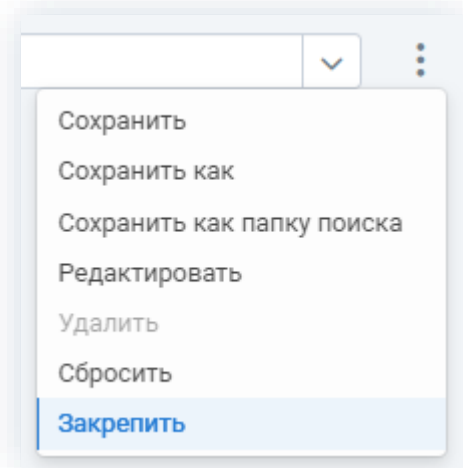 Сохранить
Сохранить как
Сохранить как папку поиска
Редактировать
Удалить
Сбросить
Закрепить